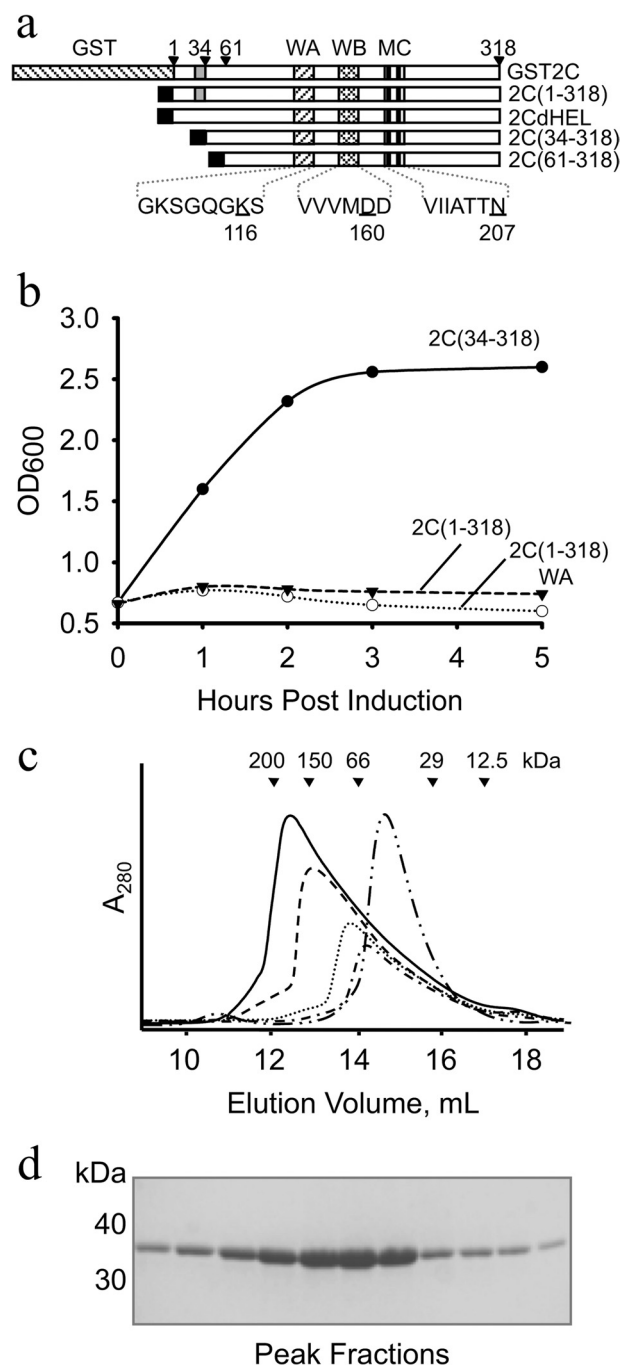 a
GST 1 34 61 WA WB MC 318
GST2C
2C(1-318)
2CdHEL
2C(34-318)
2C(61-318)
GKSGQGKS VVVMDD VIIATTN
116 160 207
b
3.0
2.5
2.0
1.5
1.0
0.5
OD600
2C(34-318)
2C(1-318)
2C(1-318)
WA
0 1 2 3 4 5
Hours Post Induction
c
200 150 66 29 12.5 kDa
A280
10 12 14 16 18
Elution Volume, mL
d
kDa
40
30
Peak Fractions